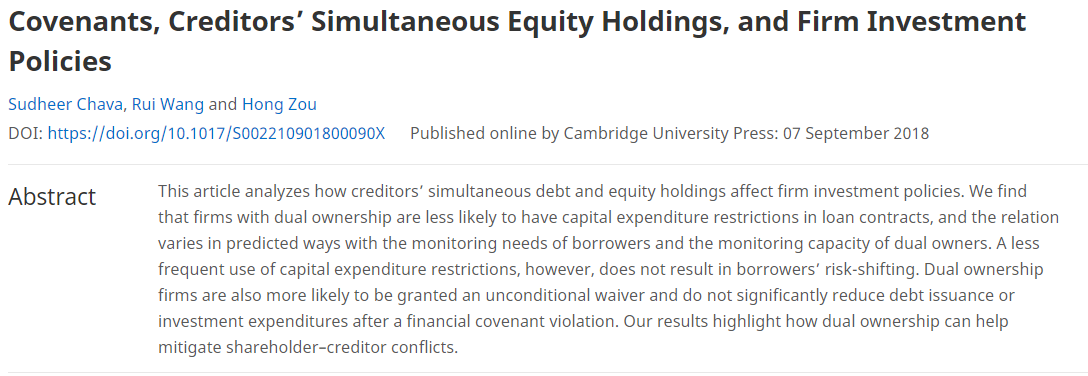 Covenants, Creditors’ Simultaneous Equity Holdings, and Firm Investment
Policies
Sudheer Chava, Rui Wang and Hong Zou
DOI: https://doi.org/10.1017/S002210901800090X Published online by Cambridge University Press: 07 September 2018
Abstract
This article analyzes how creditors’ simultaneous debt and equity holdings affect firm investment policies. We find
that firms with dual ownership are less likely to have capital expenditure restrictions in loan contracts, and the relation
varies in predicted ways with the monitoring needs of borrowers and the monitoring capacity of dual owners. A less
frequent use of capital expenditure restrictions, however, does not result in borrowers’ risk-shifting. Dual ownership
firms are also more likely to be granted an unconditional waiver and do not significantly reduce debt issuance or
investment expenditures after a financial covenant violation. Our results highlight how dual ownership can help
mitigate shareholder–creditor conflicts.